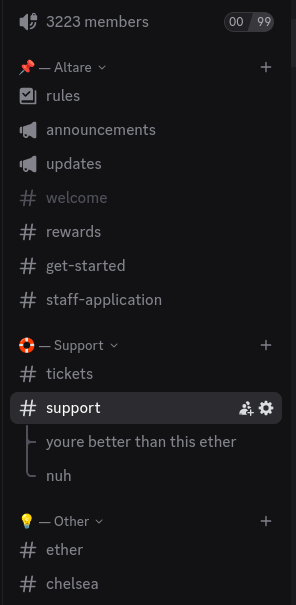 3223 members
00 99
— Altare
rules
announcements
updates
welcome
rewards
get-started
staff-application
— Support
tickets
support
youre better than this ether
nuh
— Other
ether
chelsea